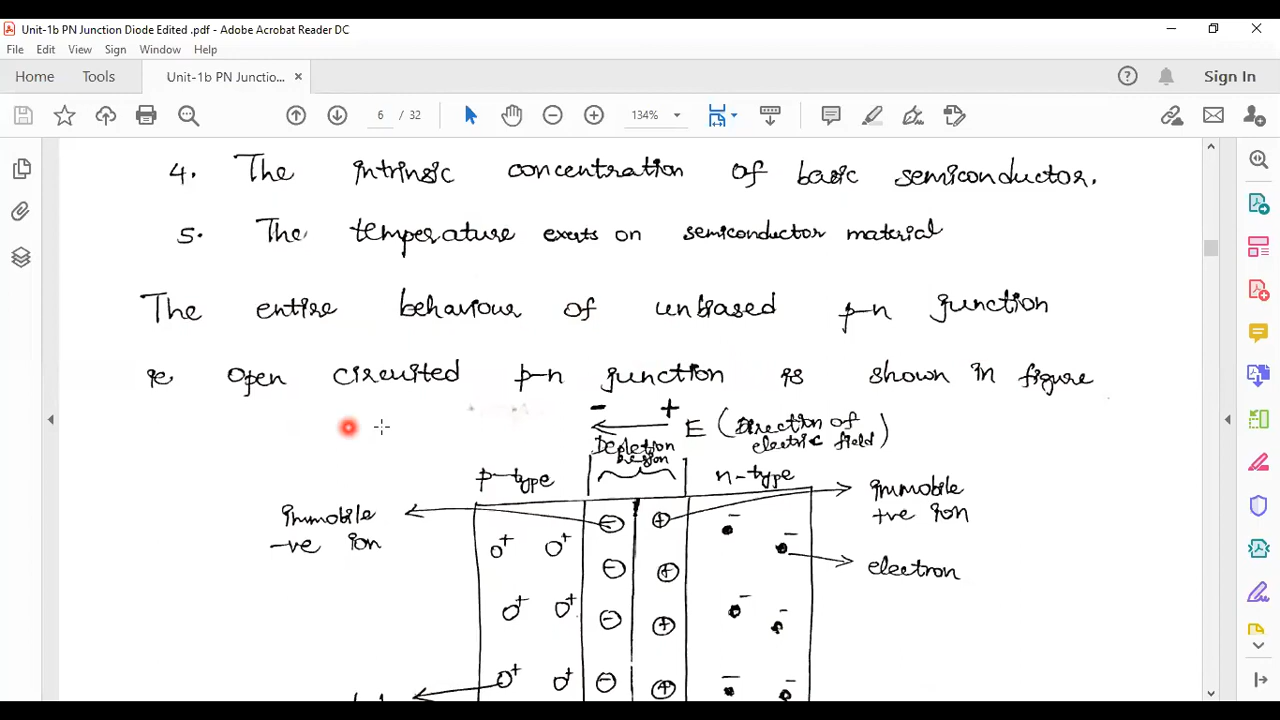 Unit-1b PN Junction Diode Edited .pdf - Adobe Acrobat Reader DC
File Edit View Sign Window Help
Home Tools Unit-1b PN Junctio... × Sign In
6 / 32 134%
4. The intrinsic concentration of basic semiconductor.
5. The temperature exerts on semiconductor material
The entire behaviour of unbiased p-n junction
ie open circuited p-n junction is shown in figure
- +
E (Direction of
electric field)
Depletion
Region
p-type n-type
immobile
-ve ion
immobile
+ve ion
electron